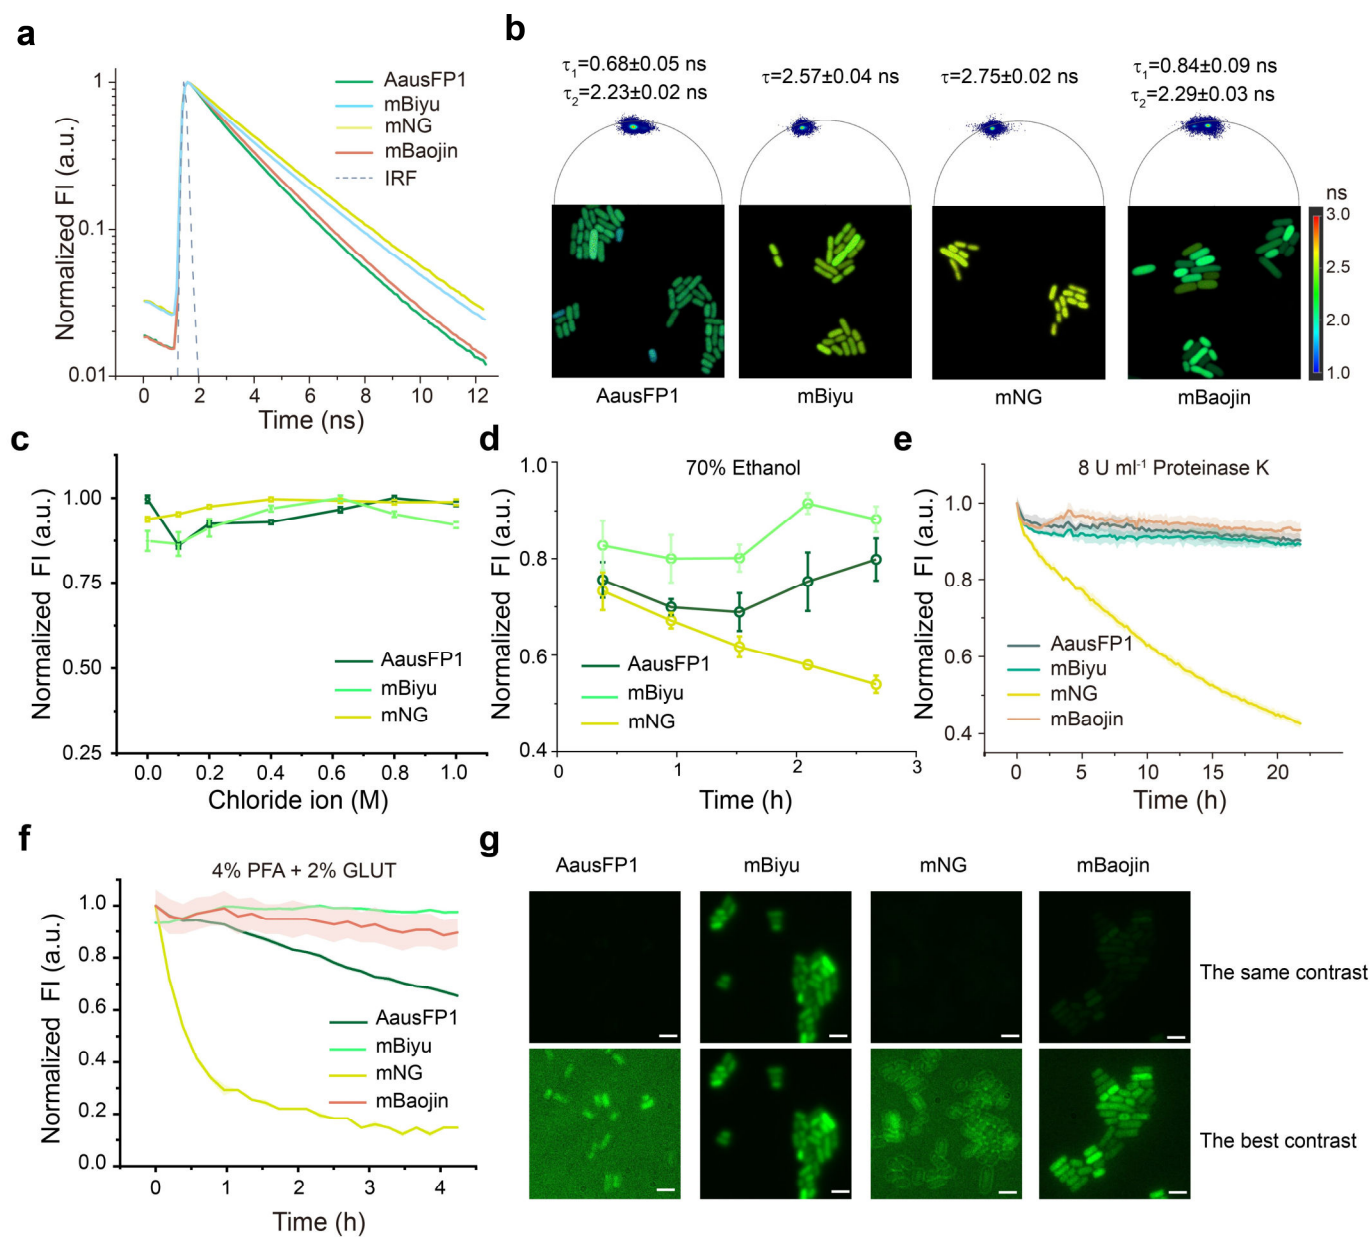 a
Normalized FI (a.u.)
1
0.1
0.01
AausFP1
mBiyu
mNG
mBaojin
IRF
0 2 4 6 8 10 12
Time (ns)
b
τ1=0.68±0.05 ns
τ2=2.23±0.02 ns
τ=2.57±0.04 ns
τ=2.75±0.02 ns
τ1=0.84±0.09 ns
τ2=2.29±0.03 ns
AausFP1 mBiyu mNG mBaojin
ns
3.0
2.5
2.0
1.0
c
Normalized FI (a.u.)
1.00
0.75
0.50
0.25
AausFP1
mBiyu
mNG
0.0 0.2 0.4 0.6 0.8 1.0
Chloride ion (M)
d
70% Ethanol
Normalized FI (a.u.)
1.0
0.8
0.6
0.4
AausFP1
mBiyu
mNG
0 1 2 3
Time (h)
e
8 U ml-1 Proteinase K
Normalized FI (a.u.)
1.0
0.8
0.6
0.4
AausFP1
mBiyu
mNG
mBaojin
0 5 10 15 20
Time (h)
f
4% PFA + 2% GLUT
Normalized FI (a.u.)
1.0
0.8
0.6
0.4
0.2
0.0
AausFP1
mBiyu
mNG
mBaojin
0 1 2 3 4
Time (h)
g
AausFP1 mBiyu mNG mBaojin
The same contrast
The best contrast